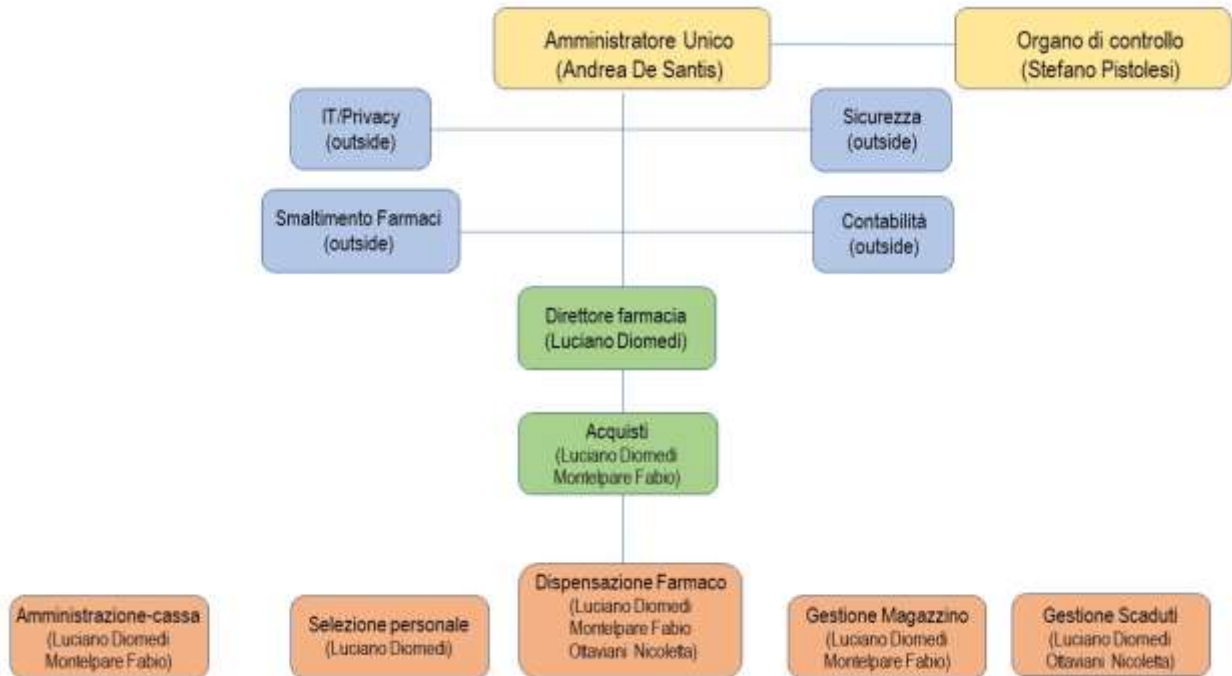 Amministratore Unico
(Andrea De Santis)
Organo di controllo
(Stefano Pistolesi)
IT/Privacy
(outside)
Sicurezza
(outside)
Smaltimento Farmaci
(outside)
Contabilità
(outside)
Direttore farmacia
(Luciano Diomedi)
Acquisti
(Luciano Diomedi
Montelpare Fabio)
Amministrazione-cassa
(Luciano Diomedi
Montelpare Fabio)
Selezione personale
(Luciano Diomedi)
Dispensazione Farmaco
(Luciano Diomedi
Montelpare Fabio
Ottaviani Nicoletta)
Gestione Magazzino
(Luciano Diomedi
Montelpare Fabio)
Gestione Scaduti
(Luciano Diomedi
Ottaviani Nicoletta)